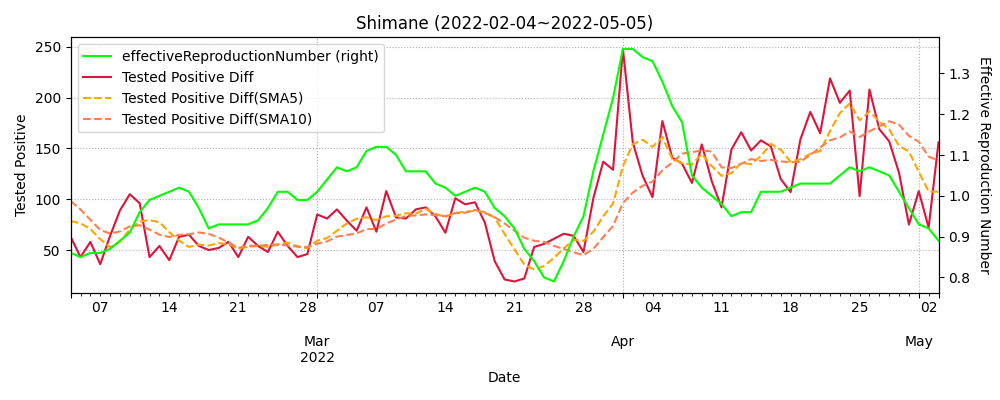 Shimane (2022-02-04~2022-05-05)
effectiveReproductionNumber (right)
Tested Positive Diff
Tested Positive Diff(SMA5)
Tested Positive Diff(SMA10)
Tested Positive
250
200
150
100
50
Effective Reproduction Number
1.3
1.2
1.1
1.0
0.9
0.8
07 14 21 28 07 14 21 28 04 11 18 25 02
Mar Apr May
2022
Date